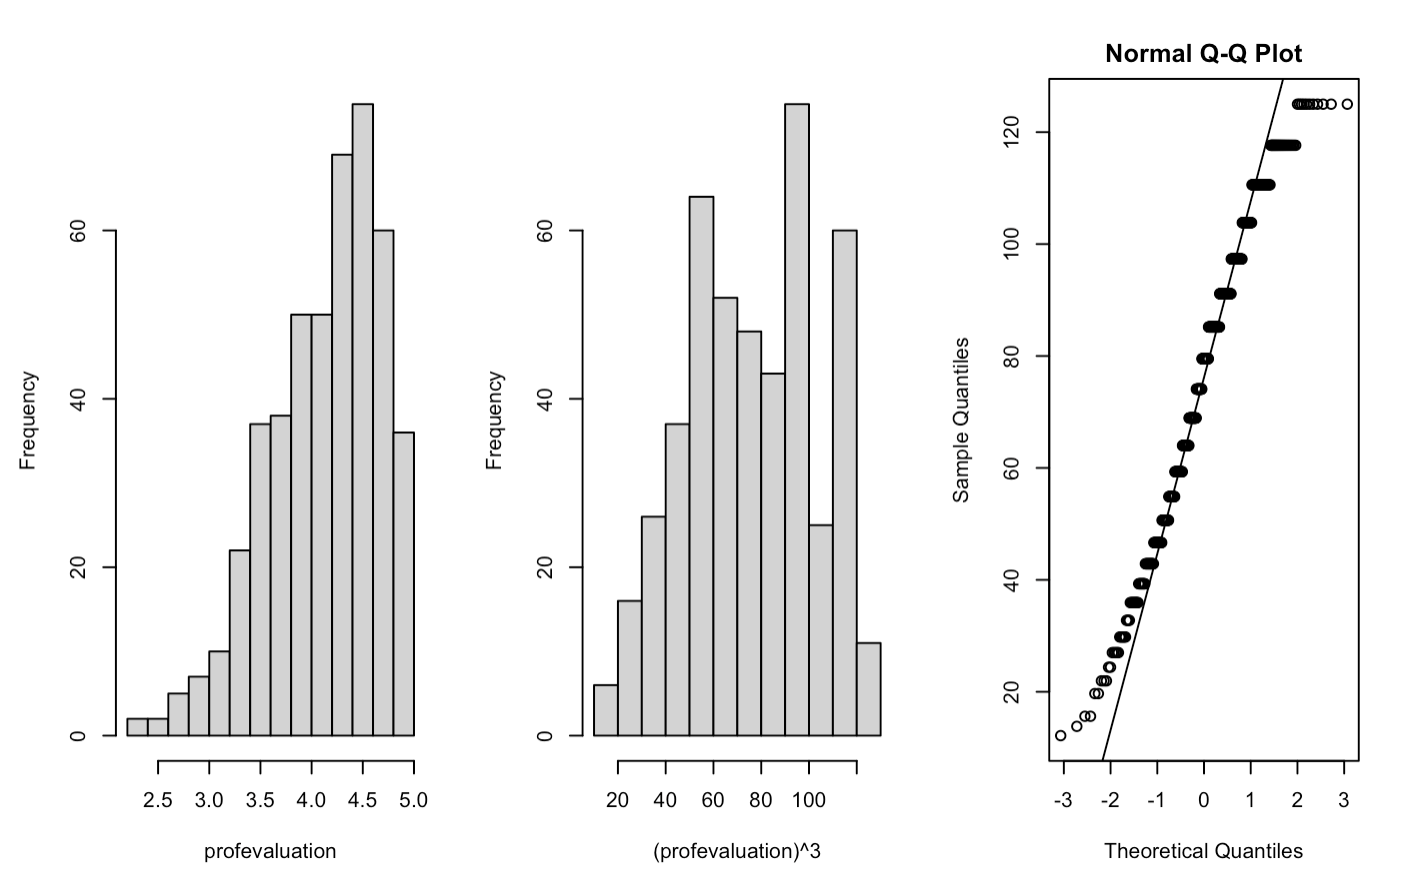 Frequency
0 20 40 60
2.5 3.0 3.5 4.0 4.5 5.0
profevaluation
Frequency
0 20 40 60
20 40 60 80 100
(profevaluation)^3
Normal Q-Q Plot
Sample Quantiles
20 40 60 80 100 120
-3 -2 -1 0 1 2 3
Theoretical Quantiles